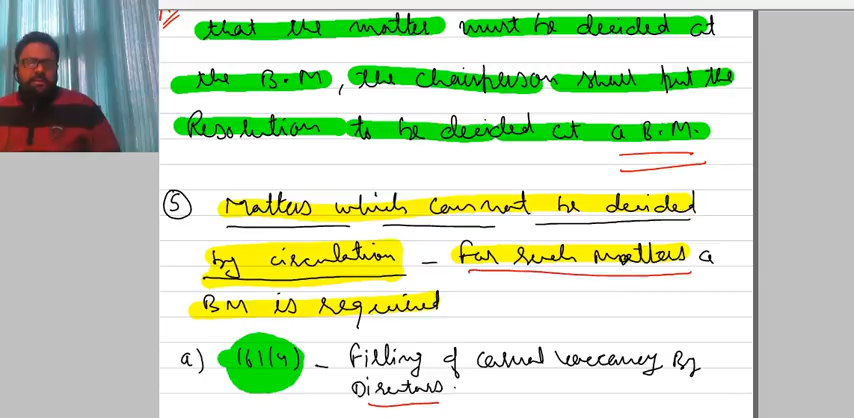 that the matter must be decided at
the B.M, the chairperson shall put the
Resolution to be decided at a B.M.
⑤ Matters which cannot be decided
by circulation - For such matters a
BM is required
a) 161(4) - Filling of casual vacancy By
Directors.